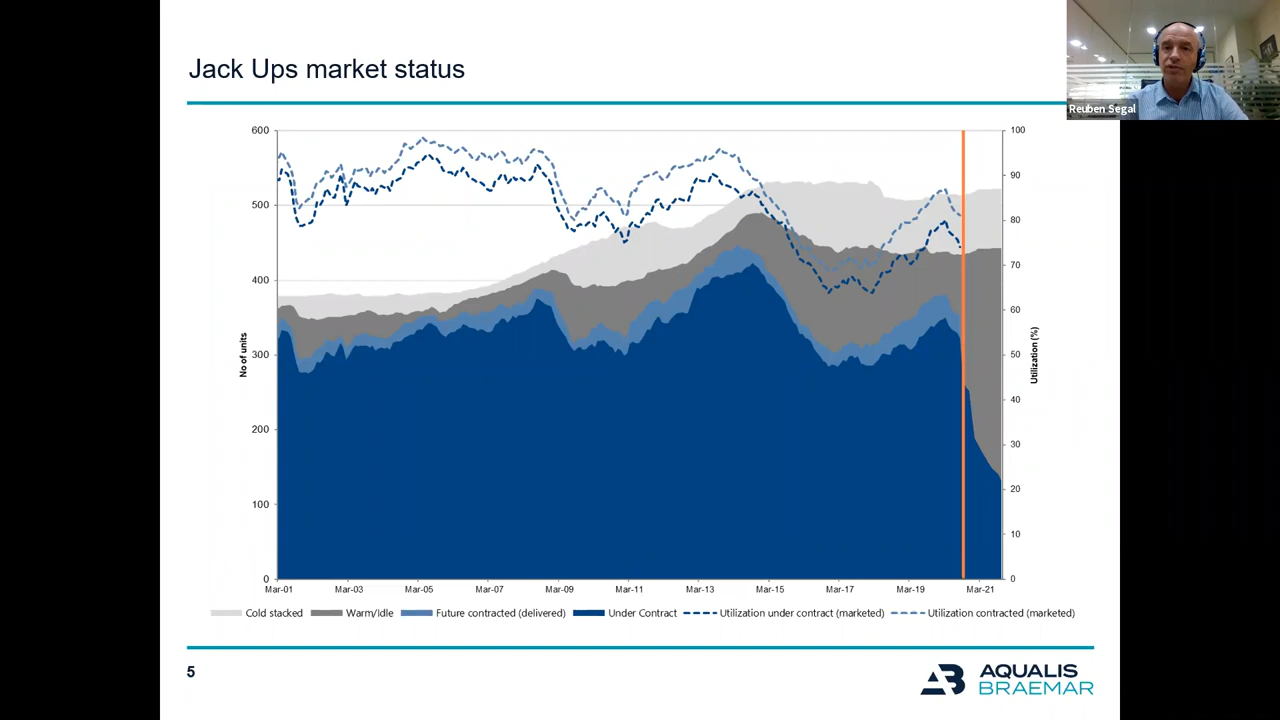 Jack Ups market status
Reuben Segal
600
500
400
300
200
100
0
No of units
100
90
80
70
60
50
40
30
20
10
0
Utilization (%)
Mar-01 Mar-03 Mar-05 Mar-07 Mar-09 Mar-11 Mar-13 Mar-15 Mar-17 Mar-19 Mar-21
Cold stacked Warm/Idle Future contracted (delivered) Under Contract Utilization under contract (marketed) Utilization contracted (marketed)
5
AB AQUALIS
BRAEMAR